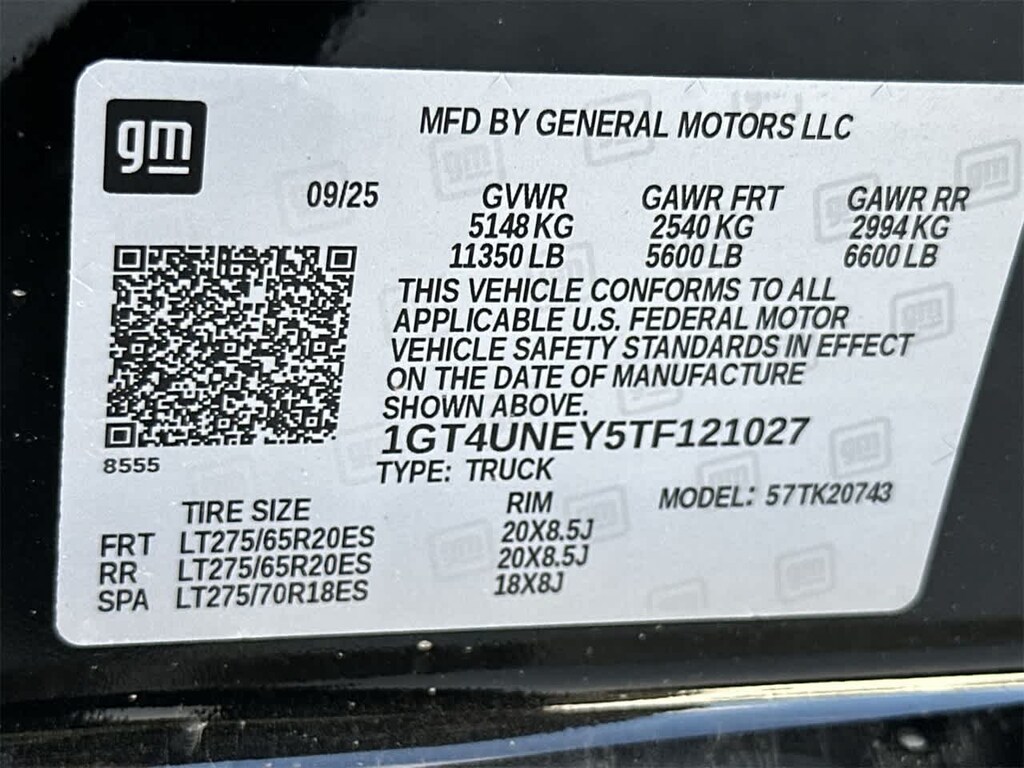 gm
MFD BY GENERAL MOTORS LLC
09/25 GVWR GAWR FRT GAWR RR
5148 KG 2540 KG 2994 KG
11350 LB 5600 LB 6600 LB
THIS VEHICLE CONFORMS TO ALL
APPLICABLE U.S. FEDERAL MOTOR
VEHICLE SAFETY STANDARDS IN EFFECT
ON THE DATE OF MANUFACTURE
SHOWN ABOVE.
1GT4UNEY5TF121027
8555
TYPE: TRUCK
TIRE SIZE RIM MODEL: 57TK20743
FRT LT275/65R20ES 20X8.5J
RR LT275/65R20ES 20X8.5J
SPA LT275/70R18ES 18X8J